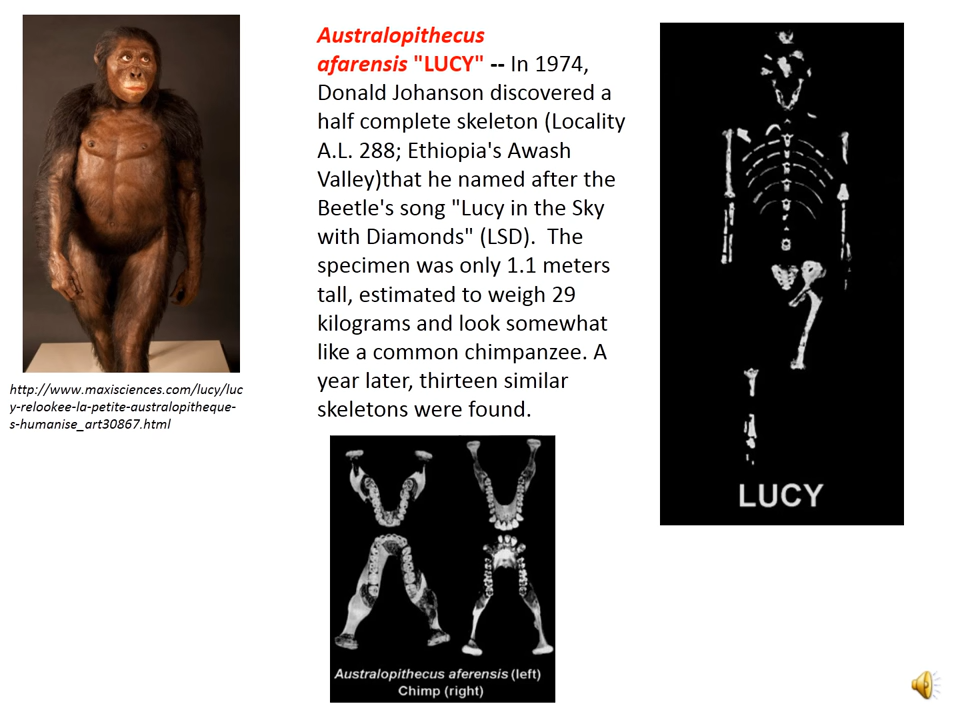 Australopithecus
afarensis "LUCY" -- In 1974,
Donald Johanson discovered a
half complete skeleton (Locality
A.L. 288; Ethiopia's Awash
Valley)that he named after the
Beetle's song "Lucy in the Sky
with Diamonds" (LSD).  The
specimen was only 1.1 meters
tall, estimated to weigh 29
kilograms and look somewhat
like a common chimpanzee. A
year later, thirteen similar
skeletons were found.
http://www.maxisciences.com/lucy/luc
y-relookee-la-petite-australopitheque-
s-humanise_art30867.html
LUCY
Australopithecus aferensis (left)
Chimp (right)